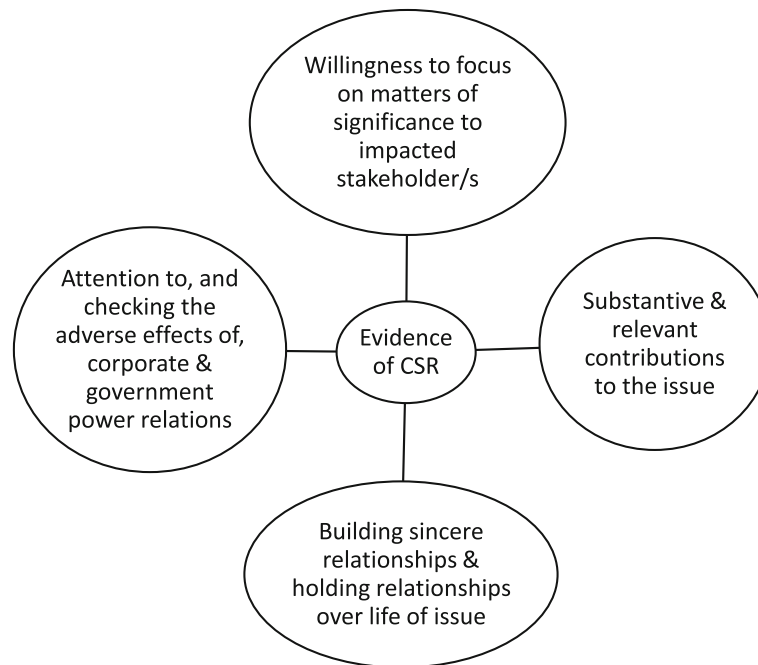 Willingness to focus
on matters of
significance to
impacted
stakeholder/s
Attention to, and
checking the
adverse effects of,
corporate &
government
power relations
Evidence
of CSR
Substantive &
relevant
contributions
to the issue
Building sincere
relationships &
holding relationships
over life of issue